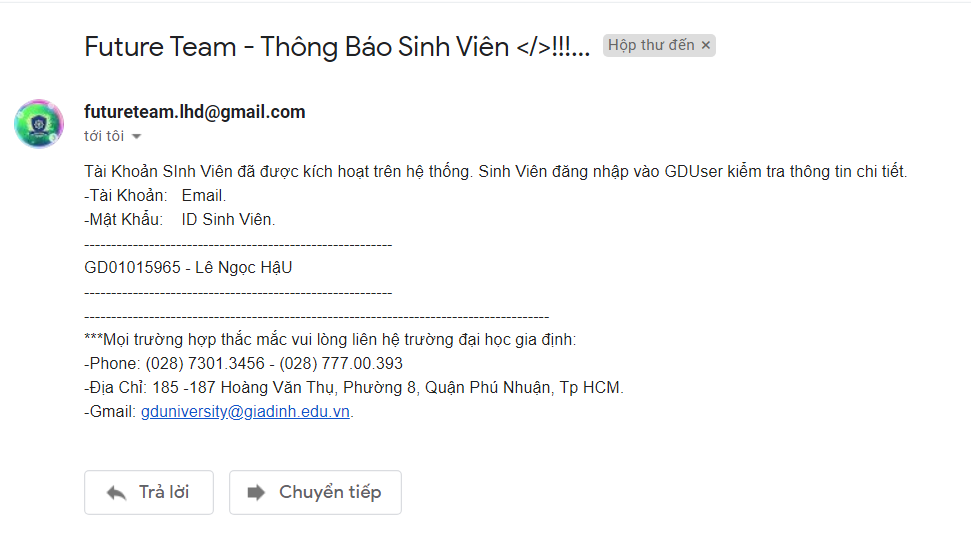 Future Team - Thông Báo Sinh Viên </>!!!... Hộp thư đến ×
futureteam.lhd@gmail.com
tới tôi
Tài Khoản SInh Viên đã được kích hoạt trên hệ thống. Sinh Viên đăng nhập vào GDUser kiểm tra thông tin chi tiết.
-Tài Khoản: Email.
-Mật Khẩu: ID Sinh Viên.
---------------------------------------------------------
GD01015965 - Lê Ngọc HậU
---------------------------------------------------------
--------------------------------------------------------------------------------------
***Mọi trường hợp thắc mắc vui lòng liên hệ trường đại học gia định:
-Phone: (028) 7301.3456 - (028) 777.00.393
-Địa Chỉ: 185 -187 Hoàng Văn Thụ, Phường 8, Quận Phú Nhuận, Tp HCM.
-Gmail: gduniversity@giadinh.edu.vn.
Trả lời Chuyển tiếp